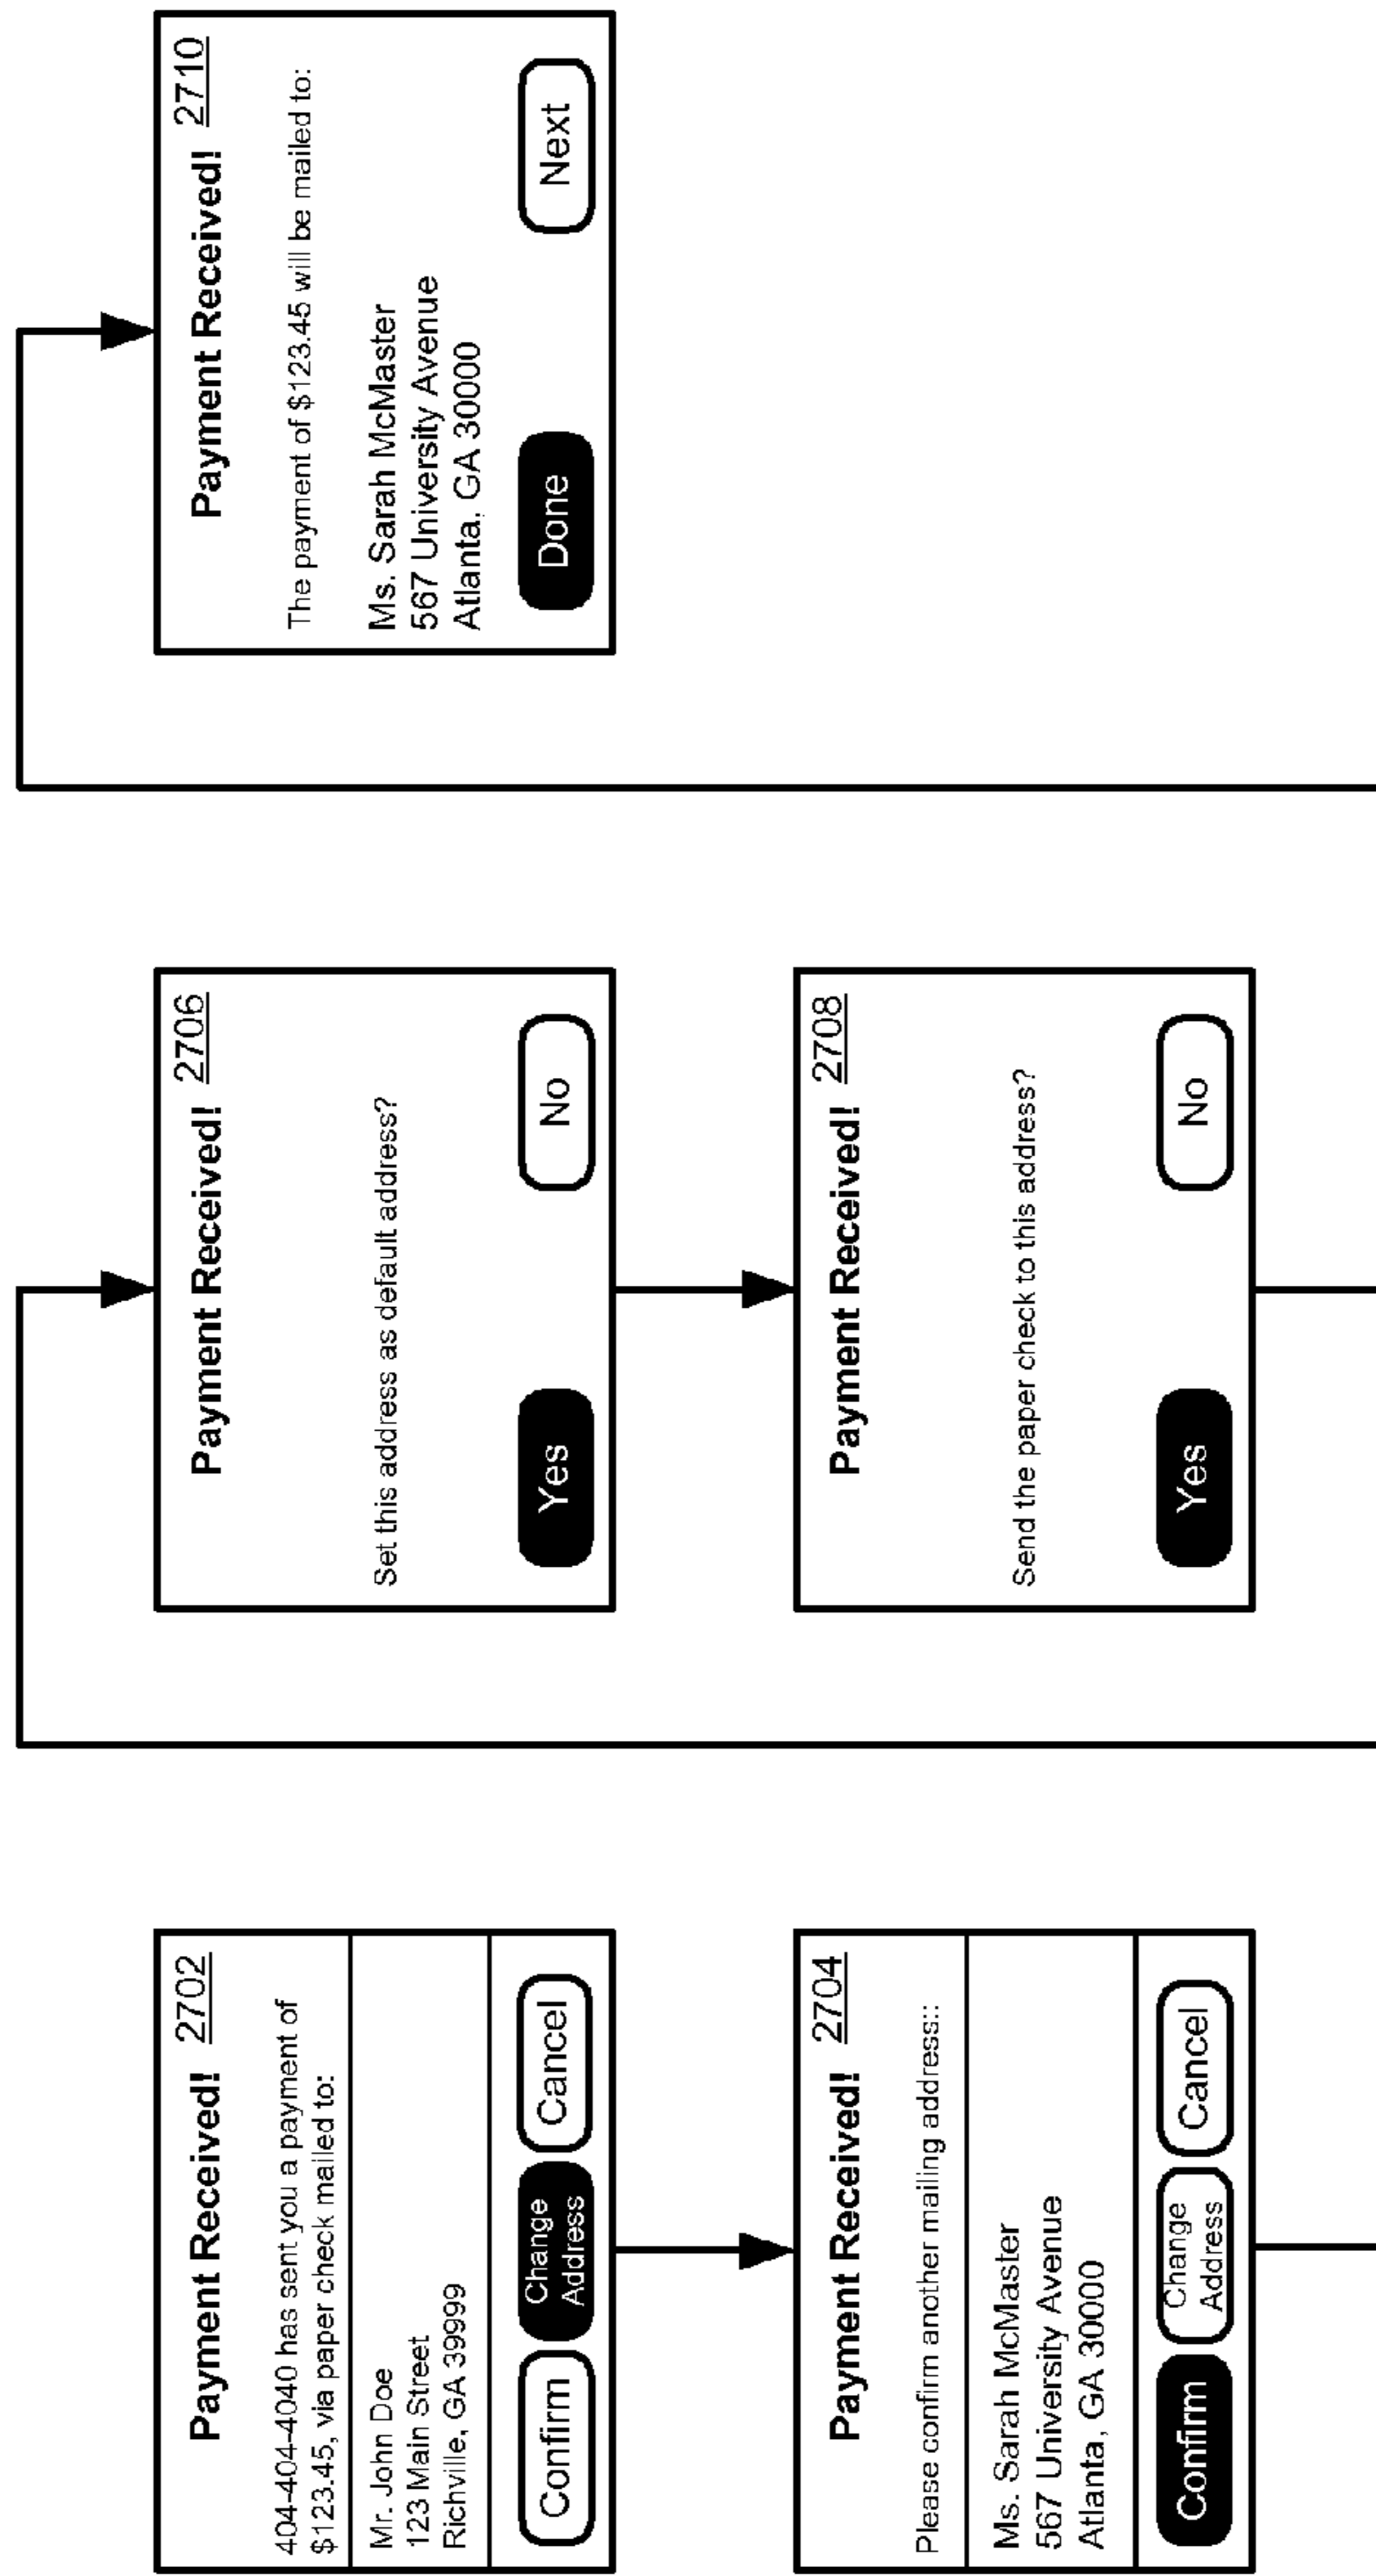 Payment Received! 2702
404-404-4040 has sent you a payment of
$123.45, via paper check mailed to:
Mr. John Doe
123 Main Street
Richville, GA 39999
Confirm
Change
Address
Cancel
Payment Received! 2704
Please confirm another mailing address::
Ms. Sarah McMaster
567 University Avenue
Atlanta, GA 30000
Confirm
Change
Address
Cancel
Payment Received! 2706
Set this address as default address?
Yes
No
Payment Received! 2708
Send the paper check to this address?
Yes
No
Payment Received! 2710
The payment of $123.45 will be mailed to:
Ms. Sarah McMaster
567 University Avenue
Atlanta, GA 30000
Done
Next